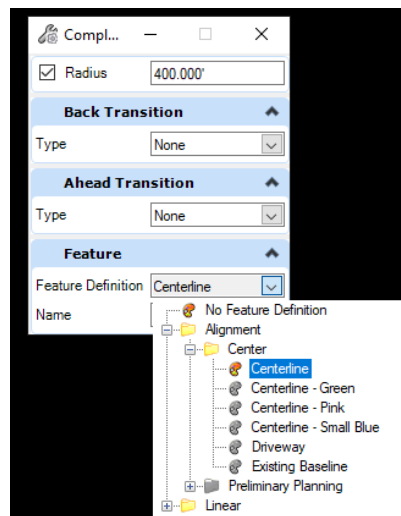 Compl...
Radius 400.000'
Back Transition
Type None
Ahead Transition
Type None
Feature
Feature Definition Centerline
Name
No Feature Definition
Alignment
Center
Centerline
Centerline - Green
Centerline - Pink
Centerline - Small Blue
Driveway
Existing Baseline
Preliminary Planning
Linear